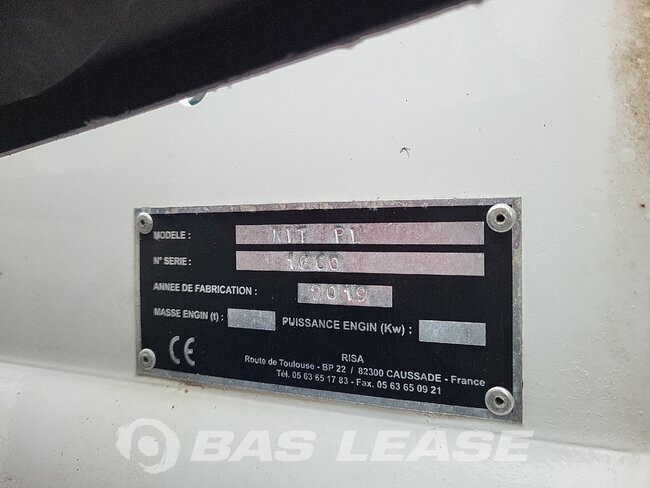 MODELE : KIT PL
N° SERIE : 1660
ANNEE DE FABRICATION : 2019
MASSE ENGIN (t) : PUISSANCE ENGIN (Kw) :
CE
RISA
Route de Toulouse - BP 22 / 82300 CAUSSADE - France
Tél. 05 63 65 17 83 - Fax. 05 63 65 09 21
BAS LEASE